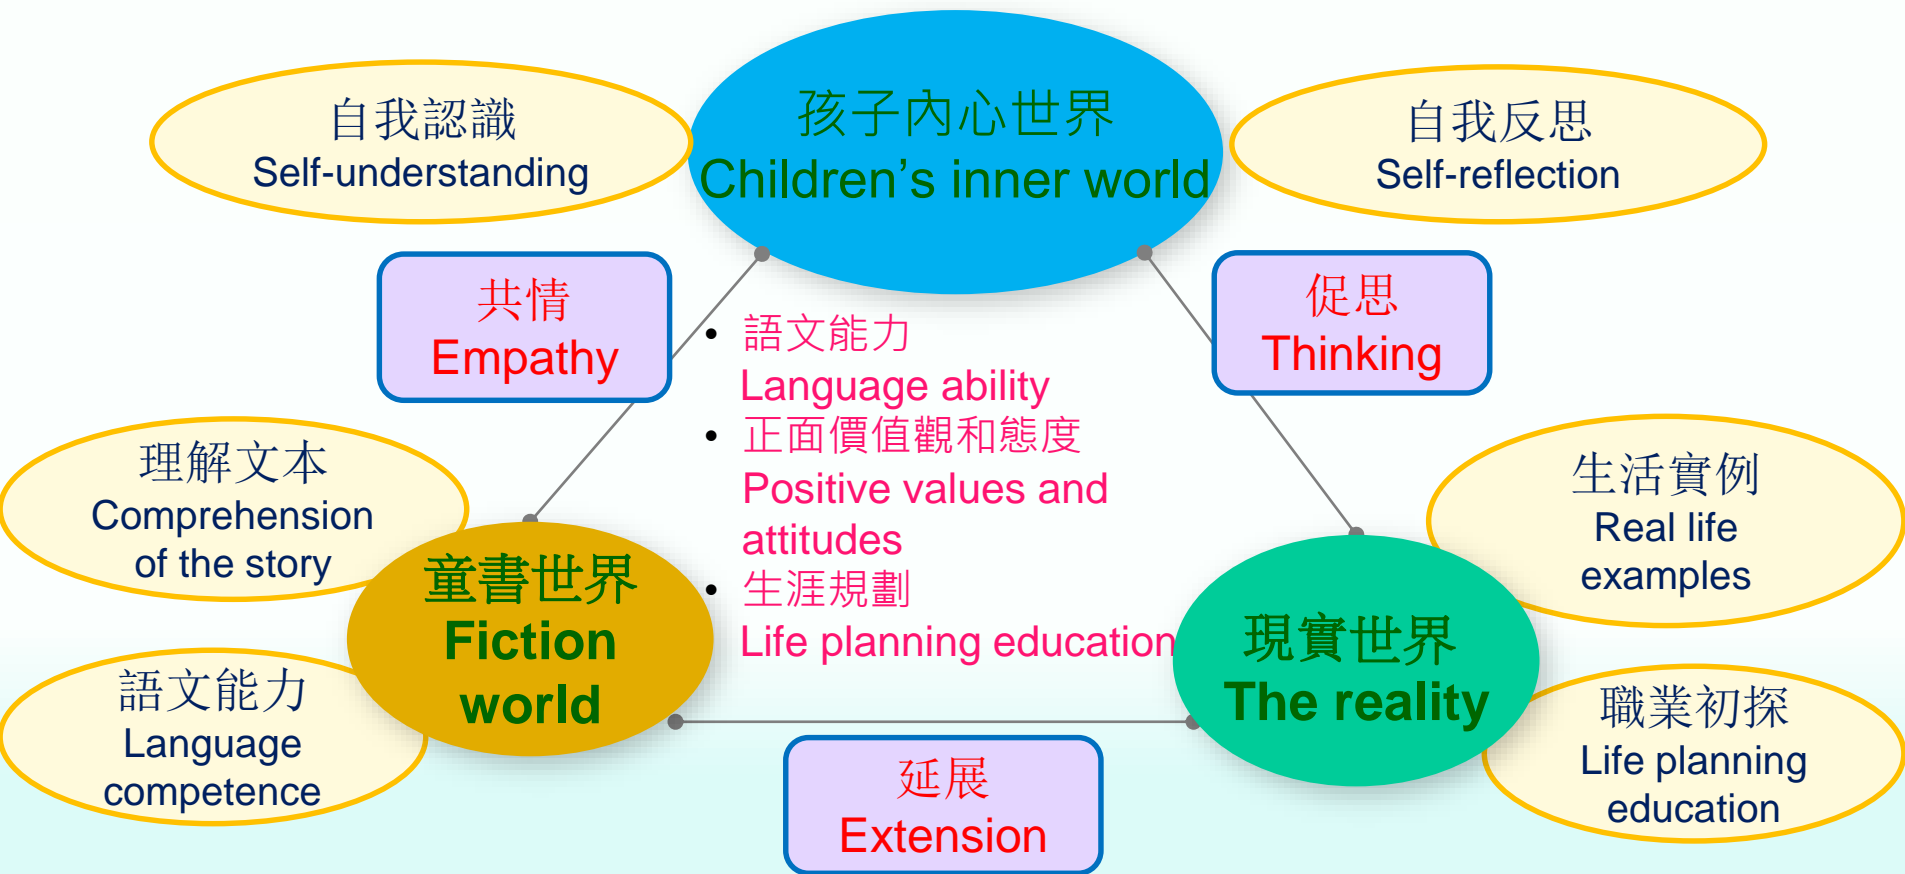 自我認識
Self-understanding
孩子內心世界
Children’s inner world
自我反思
Self-reflection
共情
Empathy
促思
Thinking
• 語文能力
Language ability
• 正面價值觀和態度
Positive values and
attitudes
• 生涯規劃
Life planning education
理解文本
Comprehension
of the story
童書世界
Fiction
world
語文能力
Language
competence
生活實例
Real life
examples
現實世界
The reality
職業初探
Life planning
education
延展
Extension